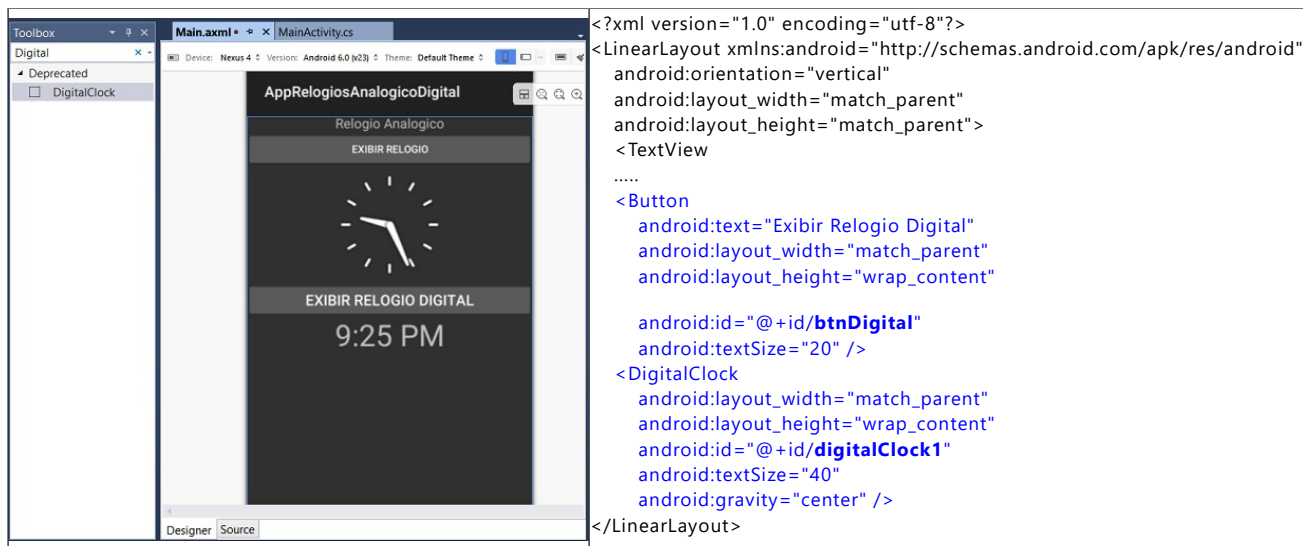 Toolbox
Digital
Deprecated
DigitalClock
Main.axml
MainActivity.cs
Device: Nexus 4 Version: Android 6.0 (v23) Theme: Default Theme
AppRelogiosAnalogicoDigital
Relogio Analogico
EXIBIR RELOGIO
EXIBIR RELOGIO DIGITAL
9:25 PM
Designer Source
<?xml version="1.0" encoding="utf-8"?>
<LinearLayout xmlns:android="http://schemas.android.com/apk/res/android"
android:orientation="vertical"
android:layout_width="match_parent"
android:layout_height="match_parent">
<TextView
.....
<Button
android:text="Exibir Relogio Digital"
android:layout_width="match_parent"
android:layout_height="wrap_content"
android:id="@+id/btnDigital"
android:textSize="20" />
<DigitalClock
android:layout_width="match_parent"
android:layout_height="wrap_content"
android:id="@+id/digitalClock1"
android:textSize="40"
android:gravity="center" />
</LinearLayout>